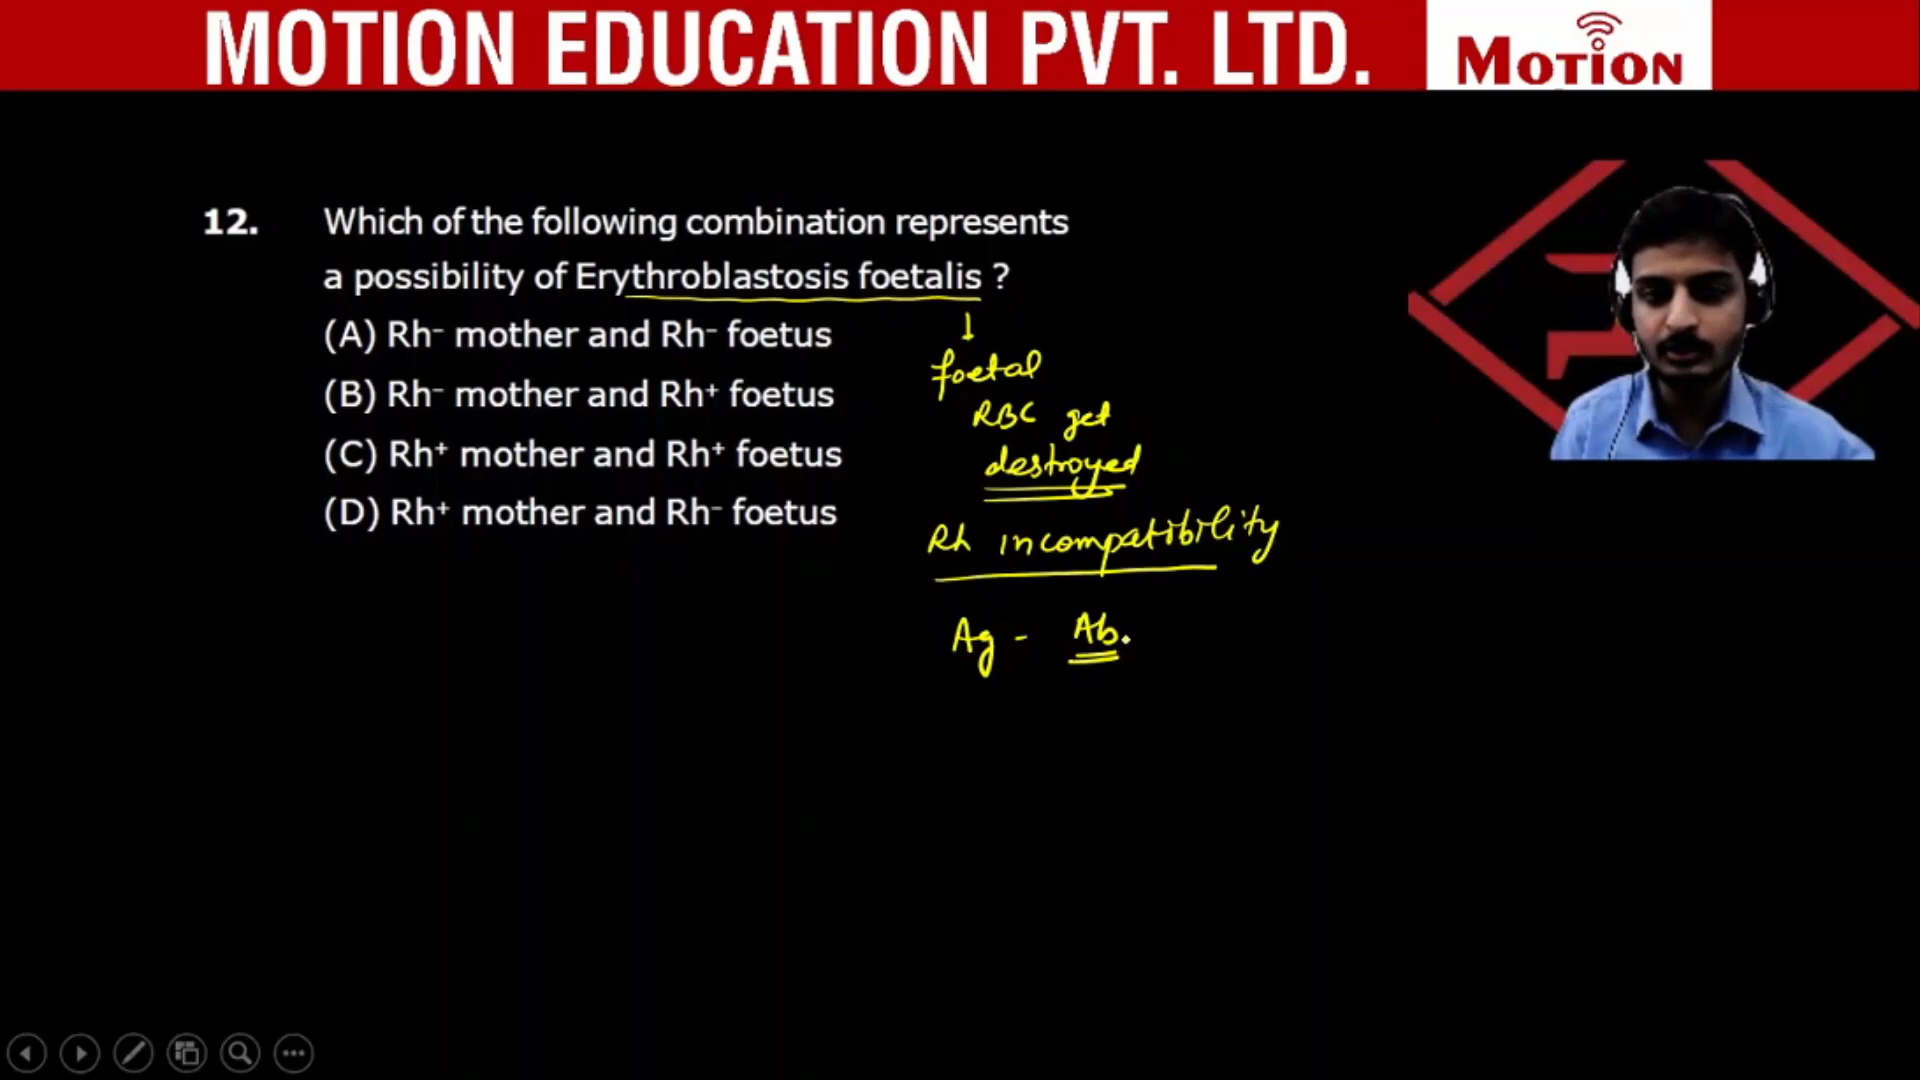 MOTION EDUCATION PVT. LTD.
MOTION
12. Which of the following combination represents
a possibility of Erythroblastosis foetalis ?
(A) Rh⁻ mother and Rh⁻ foetus
(B) Rh⁻ mother and Rh⁺ foetus
(C) Rh⁺ mother and Rh⁺ foetus
(D) Rh⁺ mother and Rh⁻ foetus
↓
foetal
RBC get
destroyed
Rh incompatibility
Ag - Ab.